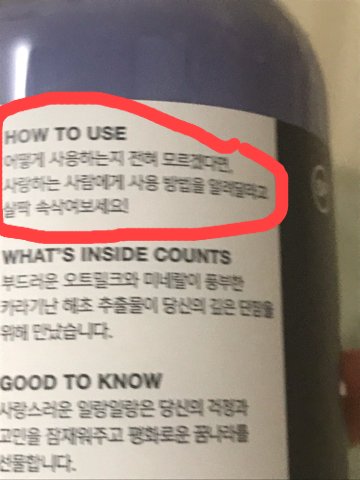 HOW TO USE
어떻게 사용하는지 전혀 모르겠다면,
사랑하는 사람에게 사용 방법을 알려달라고
살짝 속삭여보세요!
WHAT'S INSIDE COUNTS
부드러운 오트밀크와 미네랄이 풍부한
카라기난 해초 추출물이 당신의 깊은 단잠을
위해 만났습니다.
GOOD TO KNOW
사랑스러운 일랑일랑은 당신의 걱정과
고민을 잠재워주고 평화로운 꿈나라를
선물합니다.